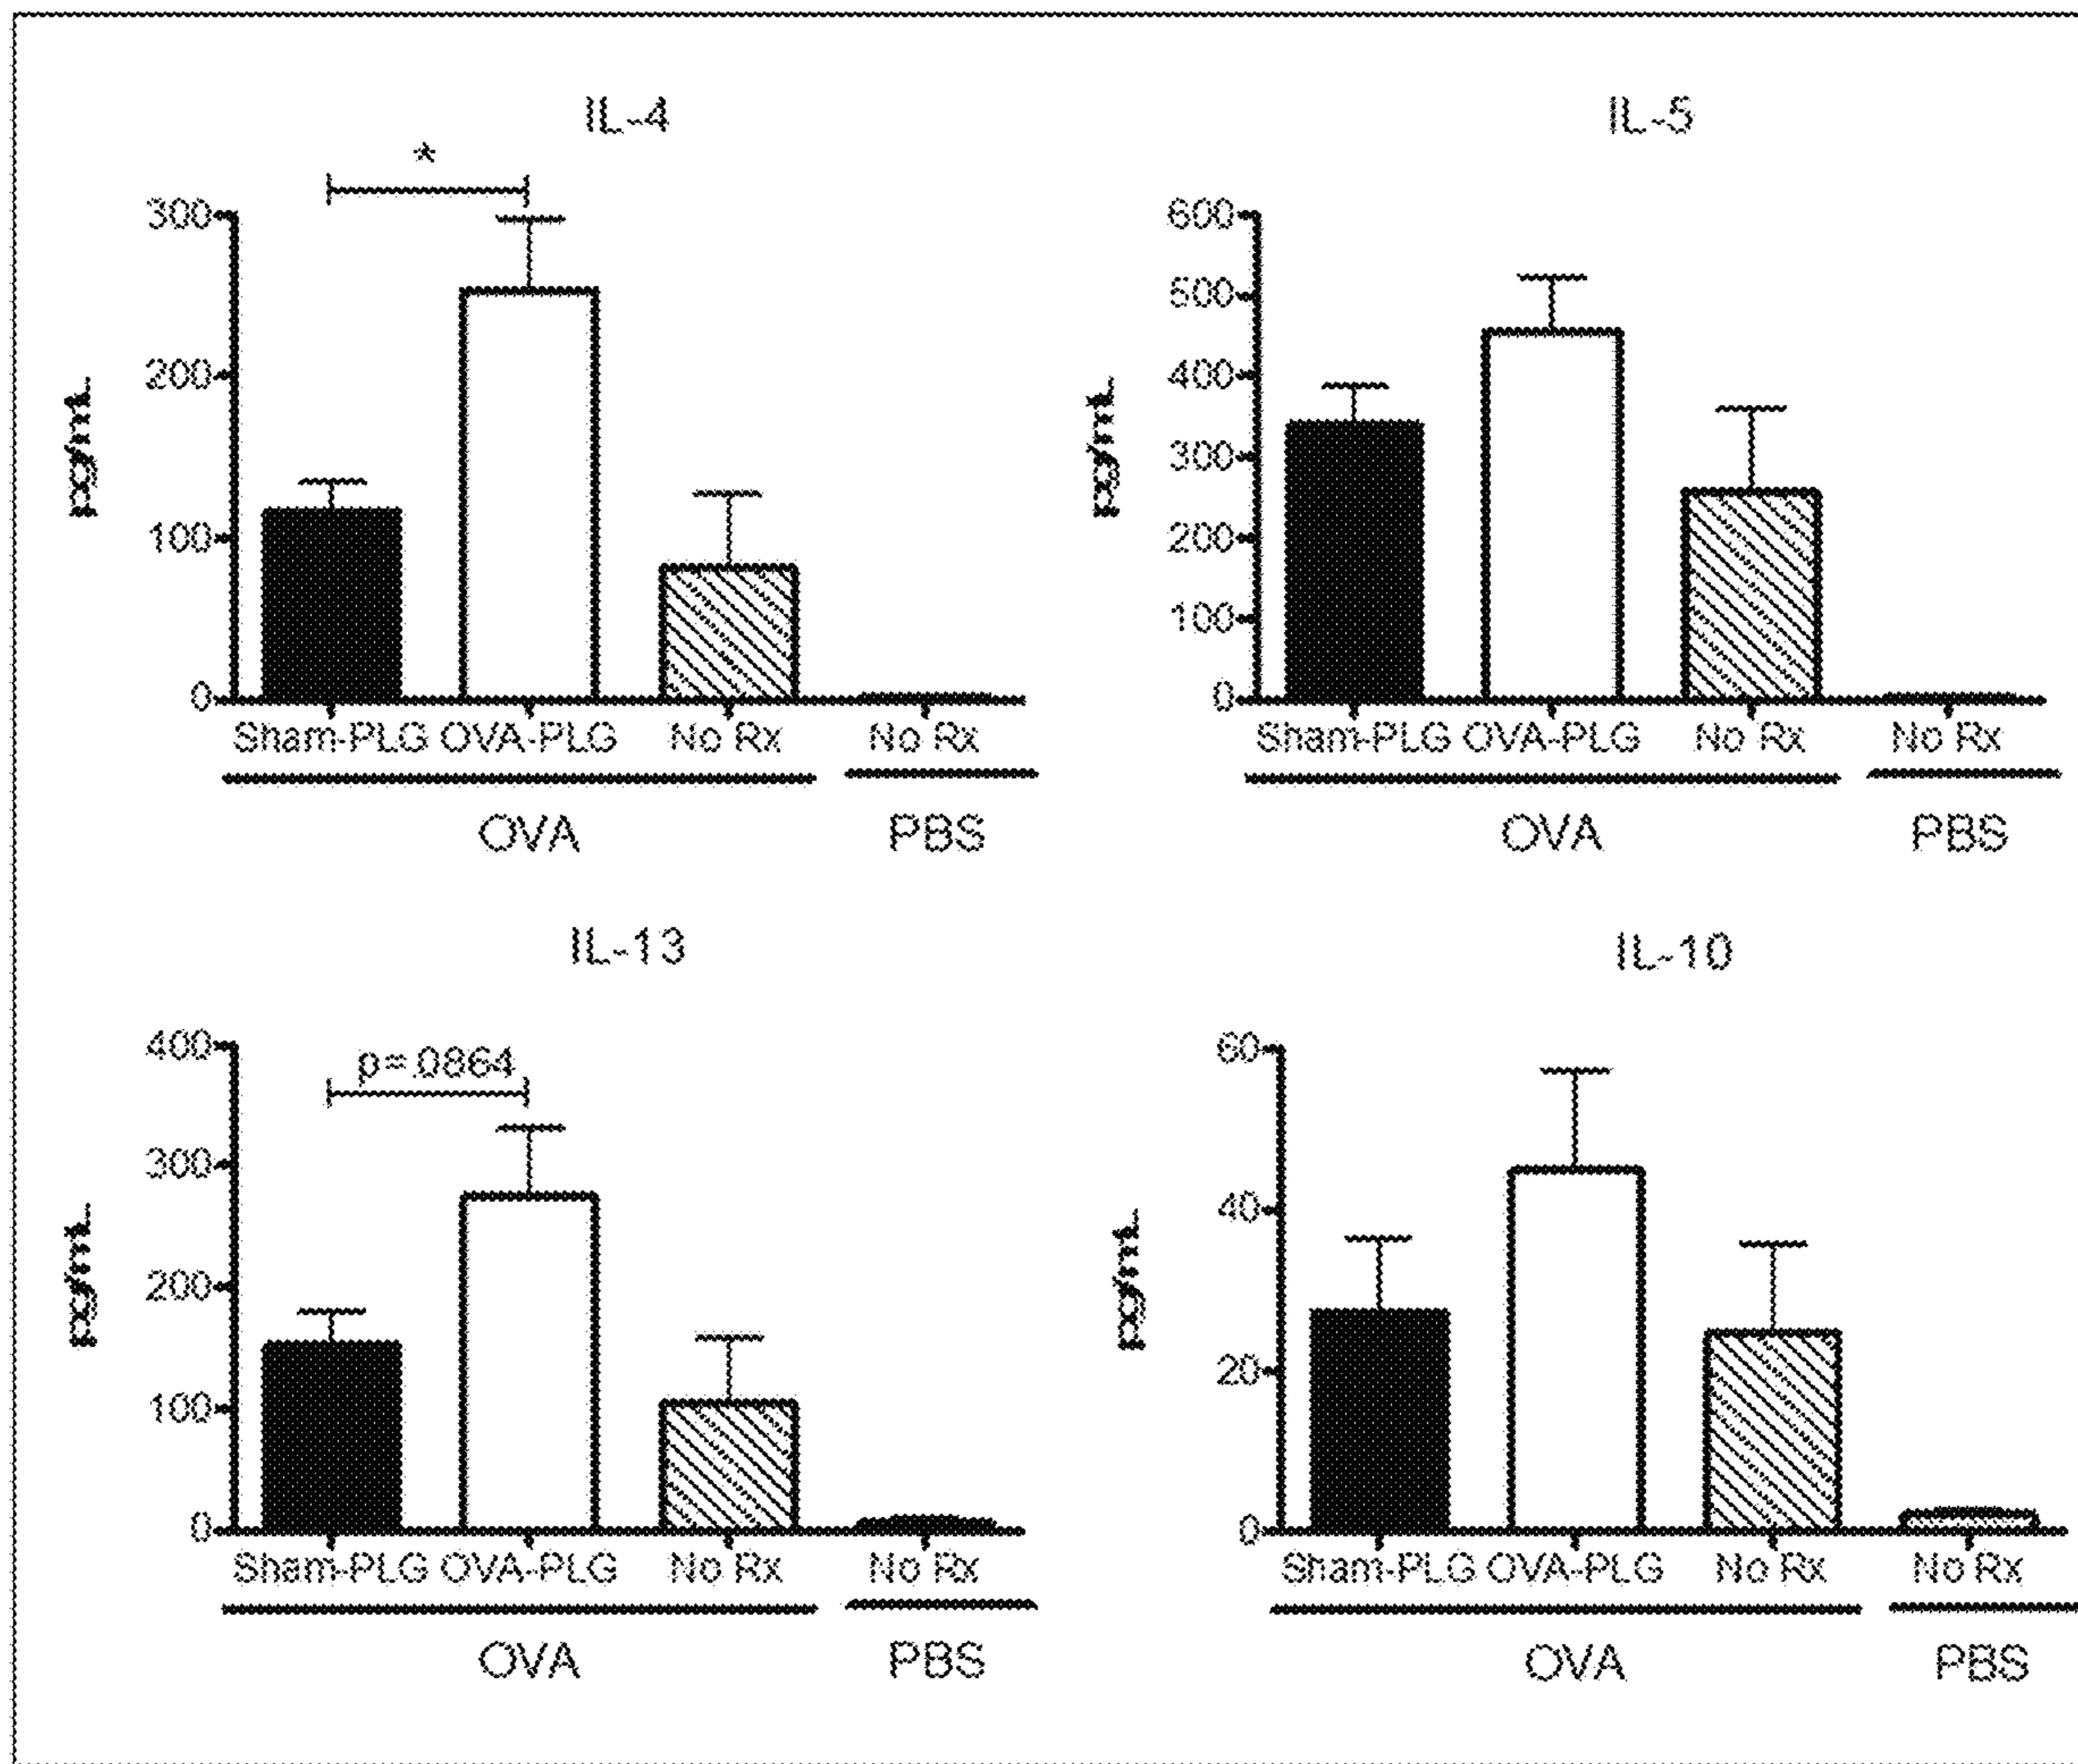 IL-4
*
300
200
100
0
pg/mL
Sham-PLG OVA-PLG No Rx No Rx
OVA PBS
IL-5
600
500
400
300
200
100
0
pg/mL
Sham-PLG OVA-PLG No Rx No Rx
OVA PBS
IL-13
p=.0864
400
300
200
100
0
pg/mL
Sham-PLG OVA-PLG No Rx No Rx
OVA PBS
IL-10
60
40
20
0
pg/mL
Sham-PLG OVA-PLG No Rx No Rx
OVA PBS